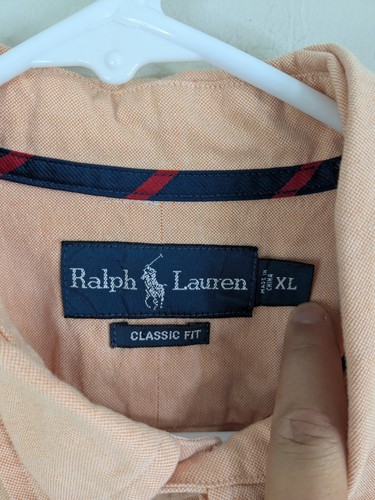 Ralph Lauren
MADE IN
CHINA
XL
CLASSIC FIT